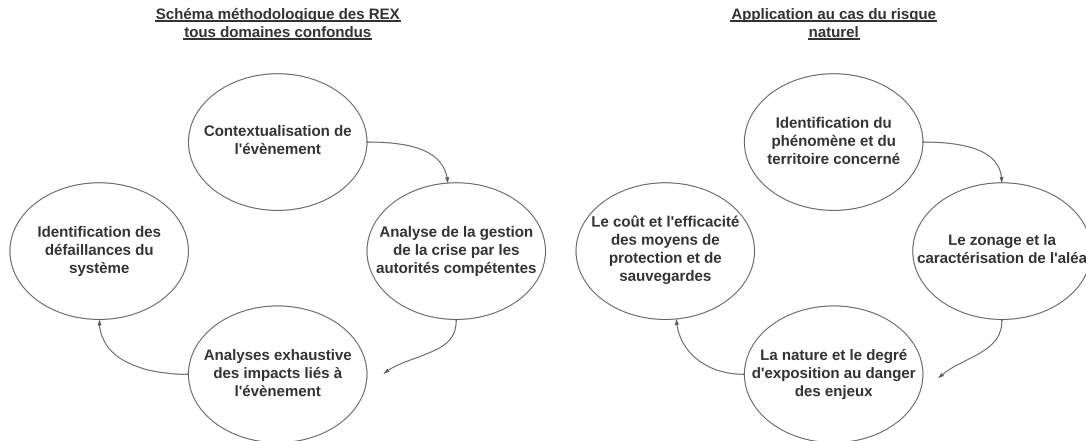 Schéma méthodologique des REX
tous domaines confondus
Contextualisation de
l'évènement
Analyse de la gestion
de la crise par les
autorités compétentes
Analyses exhaustive
des impacts liés à
l'évènement
Identification des
défaillances du
système
Application au cas du risque
naturel
Identification du
phénomène et du
territoire concerné
Le zonage et la
caractérisation de l'aléa
La nature et le degré
d'exposition au danger
des enjeux
Le coût et l'efficacité
des moyens de
protection et de
sauvegardes